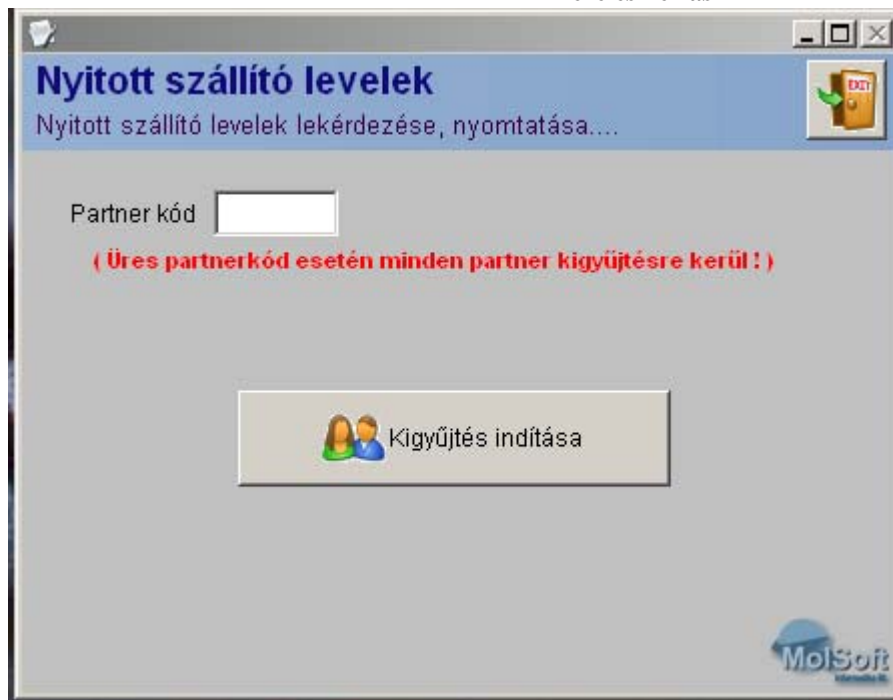 Nyitott szállító levelek
EXIT
Nyitott szállító levelek lekérdezése, nyomtatása....
Partner kód
( Üres partnerkód esetén minden partner kigyűjtésre kerül ! )
Kigyűjtés indítása
MolSoft